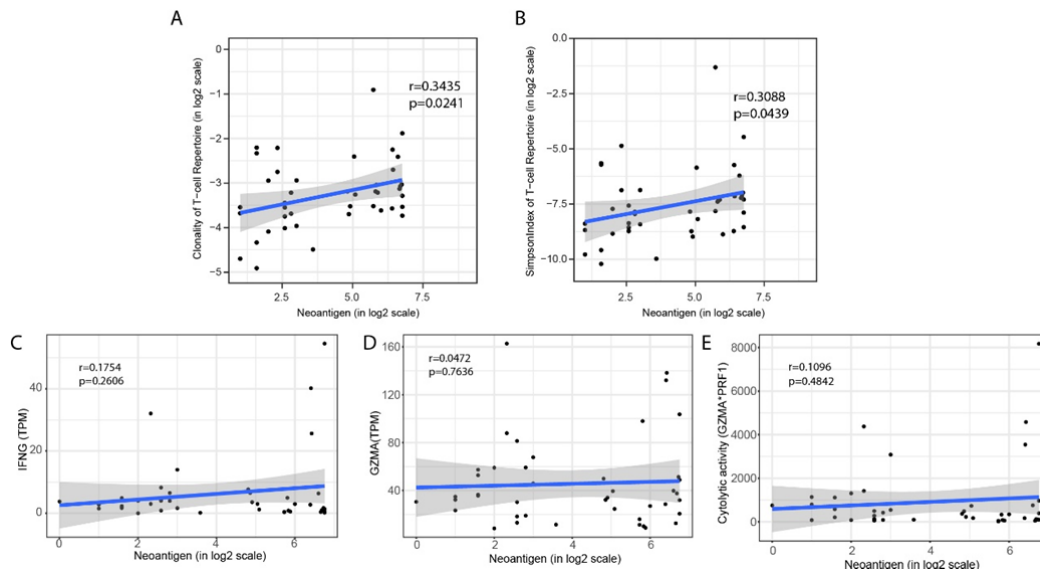 A
Clonality of T-cell Repertoire (in log2 scale)
0
-1
-2
-3
-4
-5
r=0.3435
p=0.0241
2.5 5.0 7.5
Neoantigen (in log2 scale)
B
SimpsonIndex of T-cell Repertoire (in log2 scale)
0.0
-2.5
-5.0
-7.5
-10.0
r=0.3088
p=0.0439
2.5 5.0 7.5
Neoantigen (in log2 scale)
C
IFNG (TPM)
40
20
0
r=0.1754
p=0.2606
0 2 4 6
Neoantigen (in log2 scale)
D
GZMA(TPM)
160
120
80
40
r=0.0472
p=0.7636
0 2 4 6
Neoantigen (in log2 scale)
E
Cytolytic activity (GZMA*PRF1)
8000
6000
4000
2000
0
r=0.1096
p=0.4842
0 2 4 6
Neoantigen (in log2 scale)